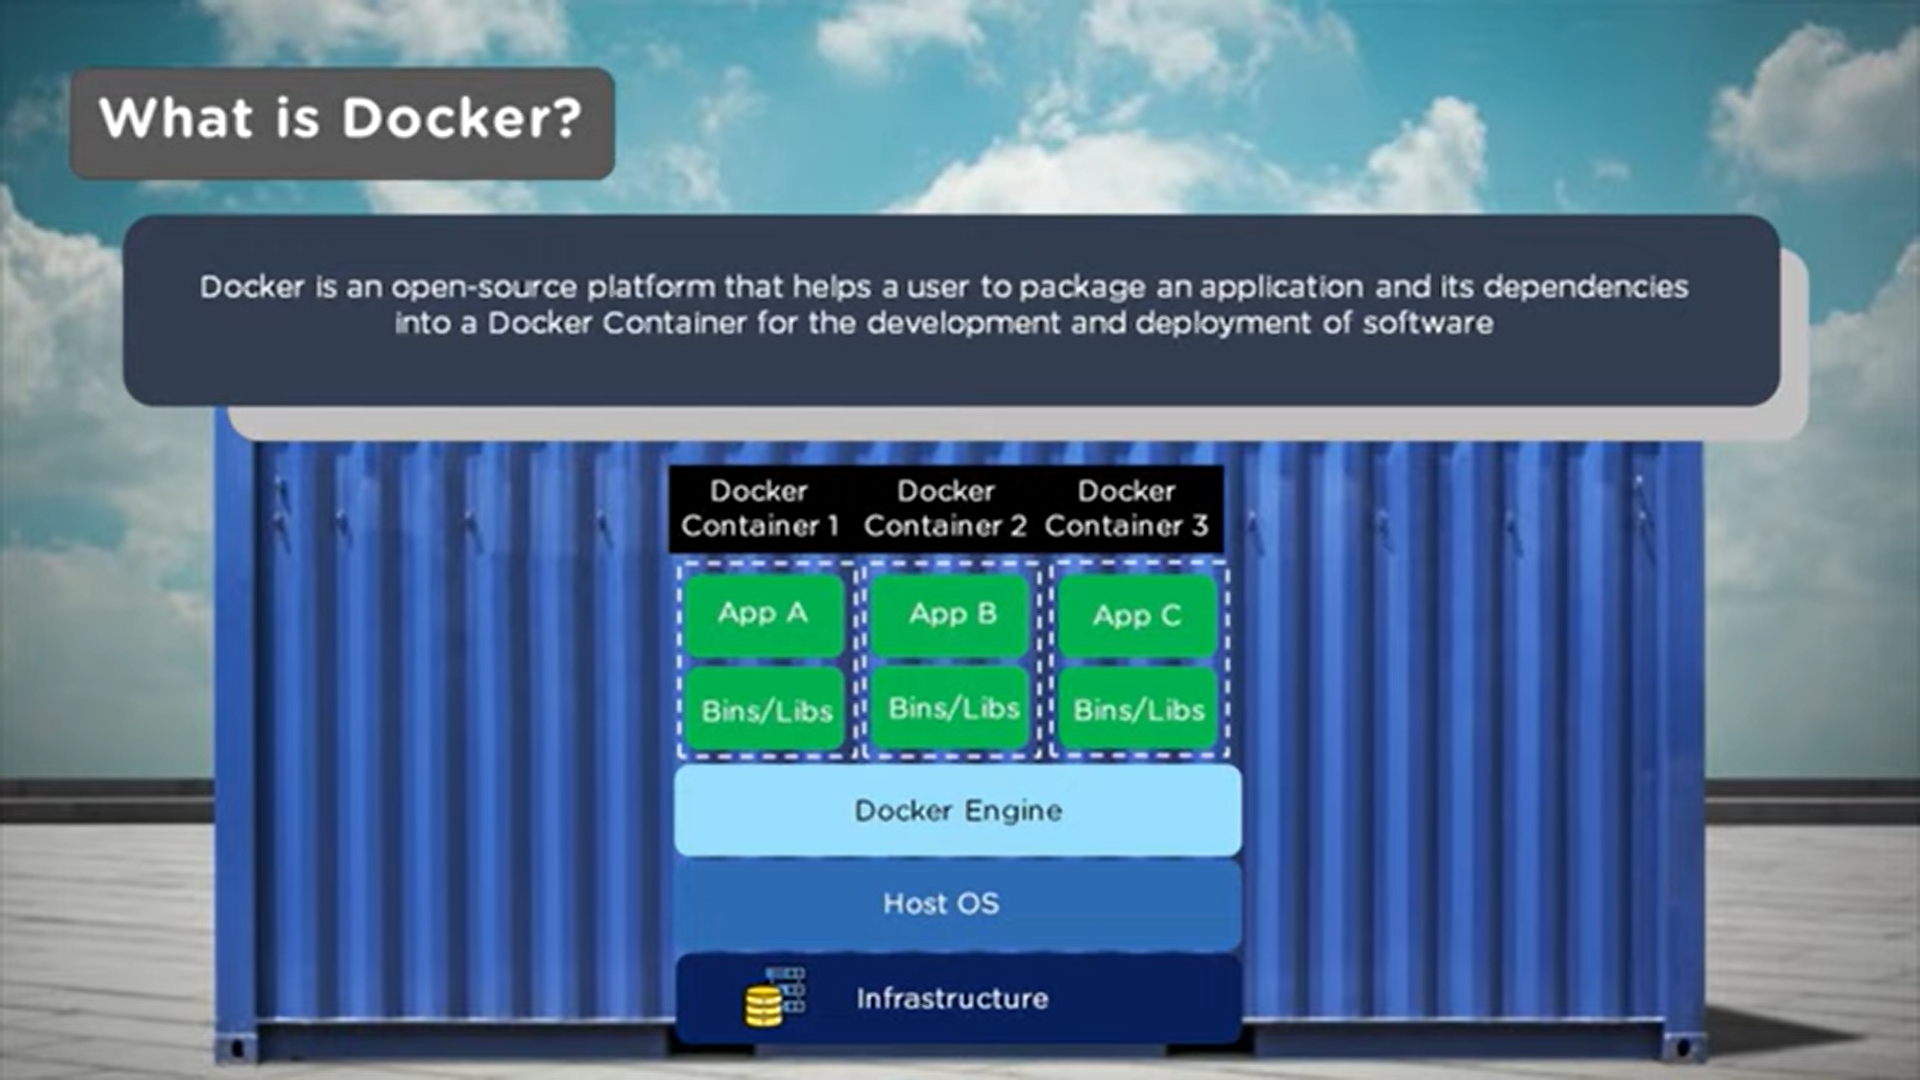 What is Docker?
Docker is an open-source platform that helps a user to package an application and its dependencies
into a Docker Container for the development and deployment of software
Docker Container 1
Docker Container 2
Docker Container 3
App A
App B
App C
Bins/Libs
Bins/Libs
Bins/Libs
Docker Engine
Host OS
Infrastructure